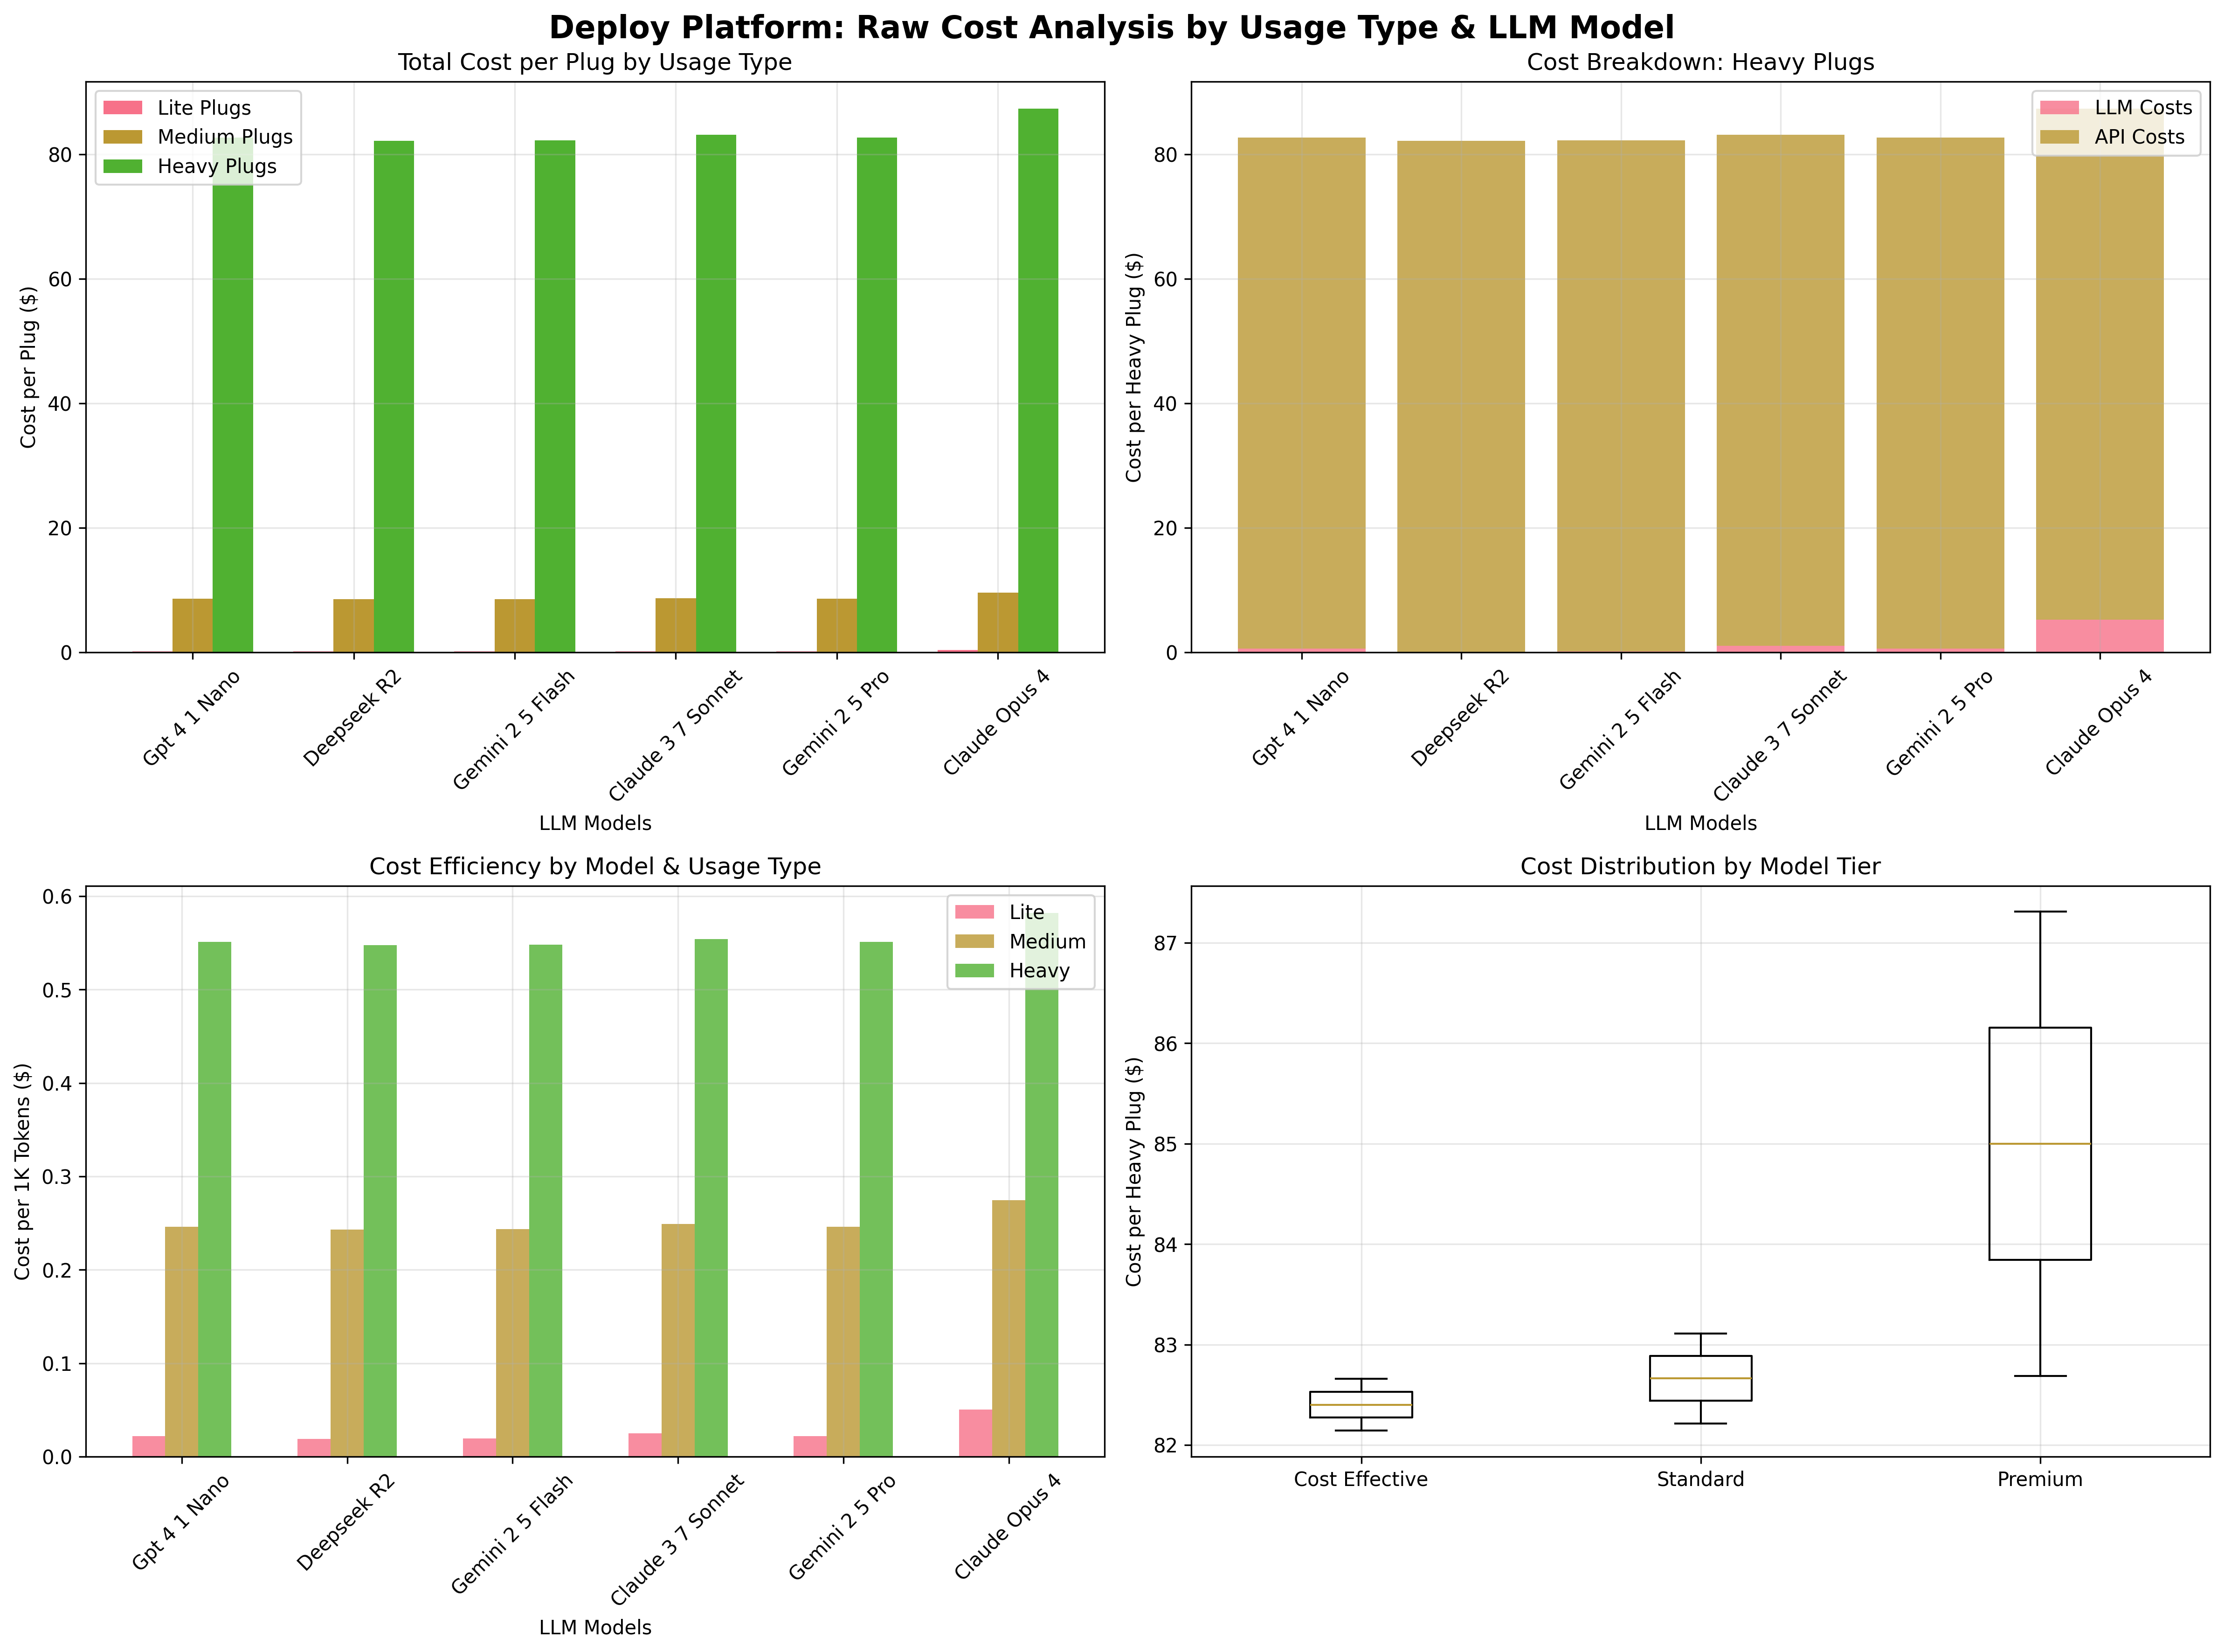 Deploy Platform: Raw Cost Analysis by Usage Type & LLM Model
Total Cost per Plug by Usage Type
Cost per Plug ($)
80
60
40
20
0
Lite Plugs
Medium Plugs
Heavy Plugs
Gpt 4 1 Nano
Deepseek R2
Gemini 2 5 Flash
Claude 3 7 Sonnet
Gemini 2 5 Pro
Claude Opus 4
LLM Models
Cost Breakdown: Heavy Plugs
Cost per Heavy Plug ($)
80
60
40
20
0
LLM Costs
API Costs
Gpt 4 1 Nano
Deepseek R2
Gemini 2 5 Flash
Claude 3 7 Sonnet
Gemini 2 5 Pro
Claude Opus 4
LLM Models
Cost Efficiency by Model & Usage Type
Cost per 1K Tokens ($)
0.6
0.5
0.4
0.3
0.2
0.1
0.0
Lite
Medium
Heavy
Gpt 4 1 Nano
Deepseek R2
Gemini 2 5 Flash
Claude 3 7 Sonnet
Gemini 2 5 Pro
Claude Opus 4
LLM Models
Cost Distribution by Model Tier
Cost per Heavy Plug ($)
87
86
85
84
83
82
Cost Effective
Standard
Premium